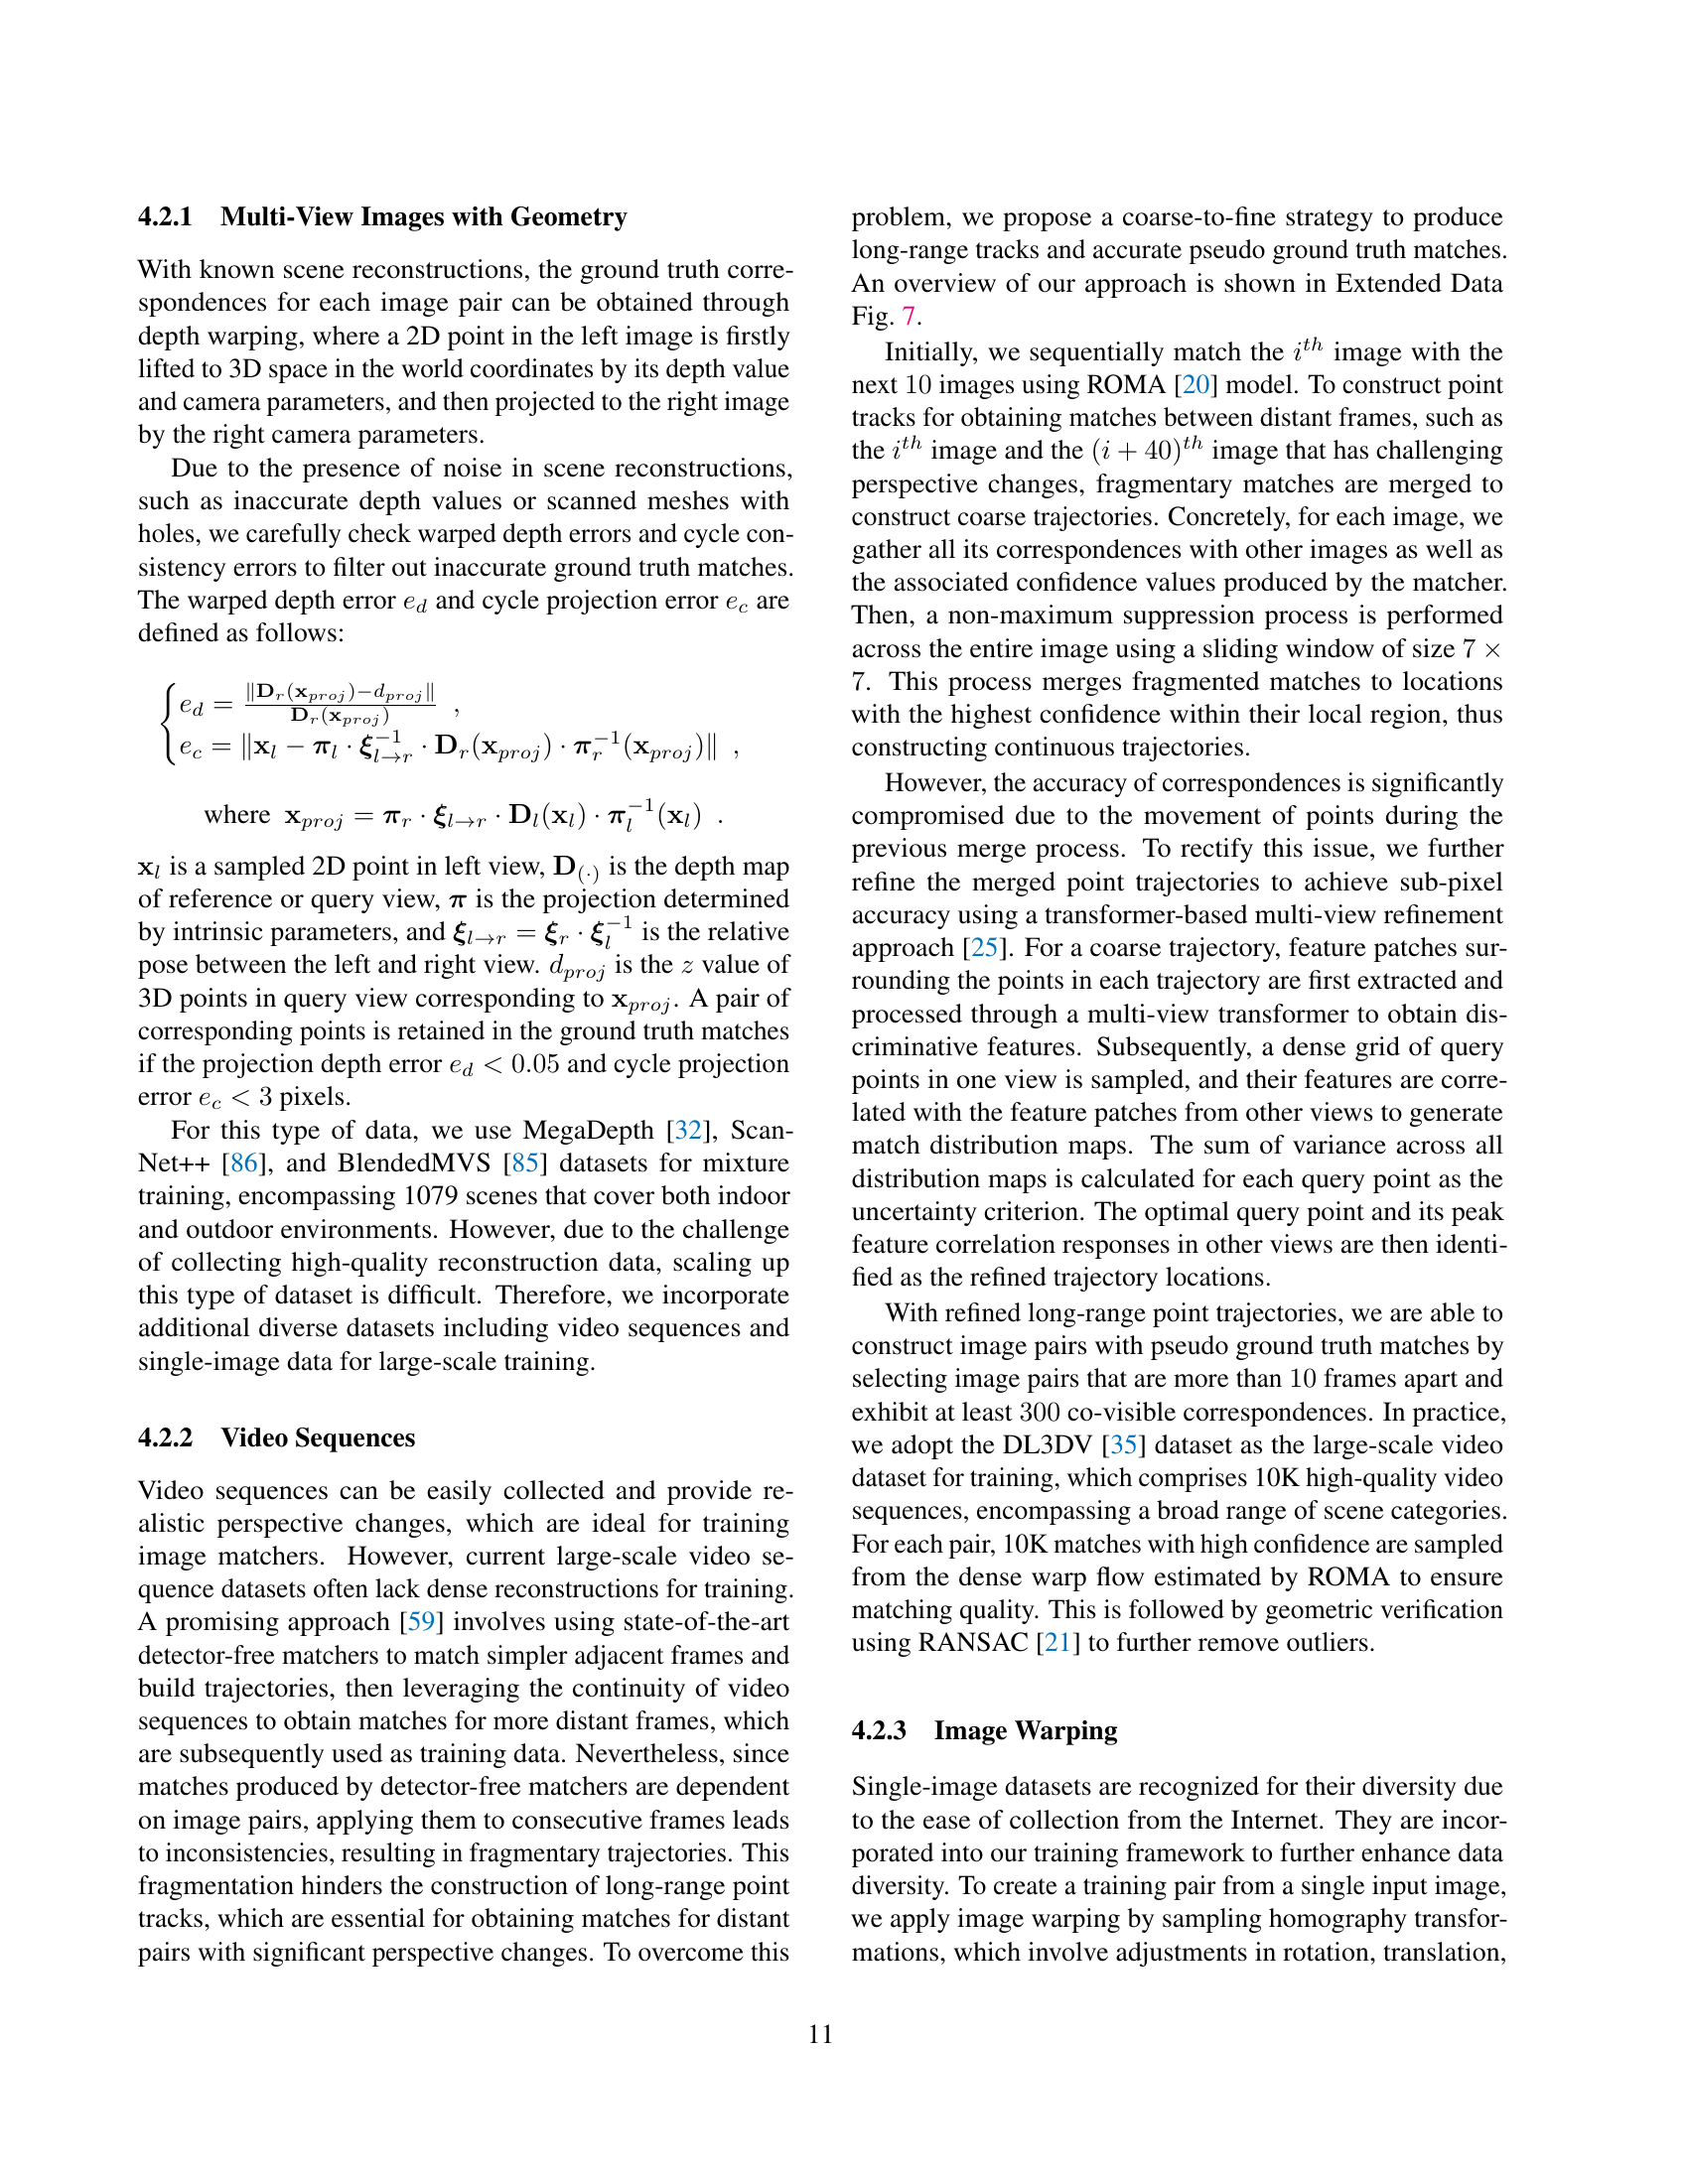 4.2.1 Multi-View Images with Geometry
With known scene reconstructions, the ground truth corre-
spondences for each image pair can be obtained through
depth warping, where a 2D point in the left image is firstly
lifted to 3D space in the world coordinates by its depth value
and camera parameters, and then projected to the right image
by the right camera parameters.
Due to the presence of noise in scene reconstructions,
such as inaccurate depth values or scanned meshes with
holes, we carefully check warped depth errors and cycle con-
sistency errors to filter out inaccurate ground truth matches.
The warped depth error $e_d$ and cycle projection error $e_c$ are
defined as follows:
$\begin{cases} e_d = \frac{\|\mathbf{D}_r(\mathbf{x}_{proj}) - d_{proj}\|}{\mathbf{D}_r(\mathbf{x}_{proj})} \ , \\ e_c = \|\mathbf{x}_l - \boldsymbol{\pi}_l \cdot \boldsymbol{\xi}_{l \to r}^{-1} \cdot \mathbf{D}_r(\mathbf{x}_{proj}) \cdot \boldsymbol{\pi}_r^{-1}(\mathbf{x}_{proj})\| \ , \end{cases}$
where $\mathbf{x}_{proj} = \boldsymbol{\pi}_r \cdot \boldsymbol{\xi}_{l \to r} \cdot \mathbf{D}_l(\mathbf{x}_l) \cdot \boldsymbol{\pi}_l^{-1}(\mathbf{x}_l)$ .
$\mathbf{x}_l$ is a sampled 2D point in left view, $\mathbf{D}_{(\cdot)}$ is the depth map
of reference or query view, $\boldsymbol{\pi}$ is the projection determined
by intrinsic parameters, and $\boldsymbol{\xi}_{l \to r} = \boldsymbol{\xi}_r \cdot \boldsymbol{\xi}_l^{-1}$ is the relative
pose between the left and right view. $d_{proj}$ is the $z$ value of
3D points in query view corresponding to $\mathbf{x}_{proj}$. A pair of
corresponding points is retained in the ground truth matches
if the projection depth error $e_d < 0.05$ and cycle projection
error $e_c < 3$ pixels.
For this type of data, we use MegaDepth [32], Scan-
Net++ [86], and BlendedMVS [85] datasets for mixture
training, encompassing 1079 scenes that cover both indoor
and outdoor environments. However, due to the challenge
of collecting high-quality reconstruction data, scaling up
this type of dataset is difficult. Therefore, we incorporate
additional diverse datasets including video sequences and
single-image data for large-scale training.
4.2.2 Video Sequences
Video sequences can be easily collected and provide re-
alistic perspective changes, which are ideal for training
image matchers. However, current large-scale video se-
quence datasets often lack dense reconstructions for training.
A promising approach [59] involves using state-of-the-art
detector-free matchers to match simpler adjacent frames and
build trajectories, then leveraging the continuity of video
sequences to obtain matches for more distant frames, which
are subsequently used as training data. Nevertheless, since
matches produced by detector-free matchers are dependent
on image pairs, applying them to consecutive frames leads
to inconsistencies, resulting in fragmentary trajectories. This
fragmentation hinders the construction of long-range point
tracks, which are essential for obtaining matches for distant
pairs with significant perspective changes. To overcome this
problem, we propose a coarse-to-fine strategy to produce
long-range tracks and accurate pseudo ground truth matches.
An overview of our approach is shown in Extended Data
Fig. 7.
Initially, we sequentially match the $i^{th}$ image with the
next 10 images using ROMA [20] model. To construct point
tracks for obtaining matches between distant frames, such as
the $i^{th}$ image and the $(i + 40)^{th}$ image that has challenging
perspective changes, fragmentary matches are merged to
construct coarse trajectories. Concretely, for each image, we
gather all its correspondences with other images as well as
the associated confidence values produced by the matcher.
Then, a non-maximum suppression process is performed
across the entire image using a sliding window of size 7 ×
7. This process merges fragmented matches to locations
with the highest confidence within their local region, thus
constructing continuous trajectories.
However, the accuracy of correspondences is significantly
compromised due to the movement of points during the
previous merge process. To rectify this issue, we further
refine the merged point trajectories to achieve sub-pixel
accuracy using a transformer-based multi-view refinement
approach [25]. For a coarse trajectory, feature patches sur-
rounding the points in each trajectory are first extracted and
processed through a multi-view transformer to obtain dis-
criminative features. Subsequently, a dense grid of query
points in one view is sampled, and their features are corre-
lated with the feature patches from other views to generate
match distribution maps. The sum of variance across all
distribution maps is calculated for each query point as the
uncertainty criterion. The optimal query point and its peak
feature correlation responses in other views are then identi-
fied as the refined trajectory locations.
With refined long-range point trajectories, we are able to
construct image pairs with pseudo ground truth matches by
selecting image pairs that are more than 10 frames apart and
exhibit at least 300 co-visible correspondences. In practice,
we adopt the DL3DV [35] dataset as the large-scale video
dataset for training, which comprises 10K high-quality video
sequences, encompassing a broad range of scene categories.
For each pair, 10K matches with high confidence are sampled
from the dense warp flow estimated by ROMA to ensure
matching quality. This is followed by geometric verification
using RANSAC [21] to further remove outliers.
4.2.3 Image Warping
Single-image datasets are recognized for their diversity due
to the ease of collection from the Internet. They are incor-
porated into our training framework to further enhance data
diversity. To create a training pair from a single input image,
we apply image warping by sampling homography transfor-
mations, which involve adjustments in rotation, translation,
11